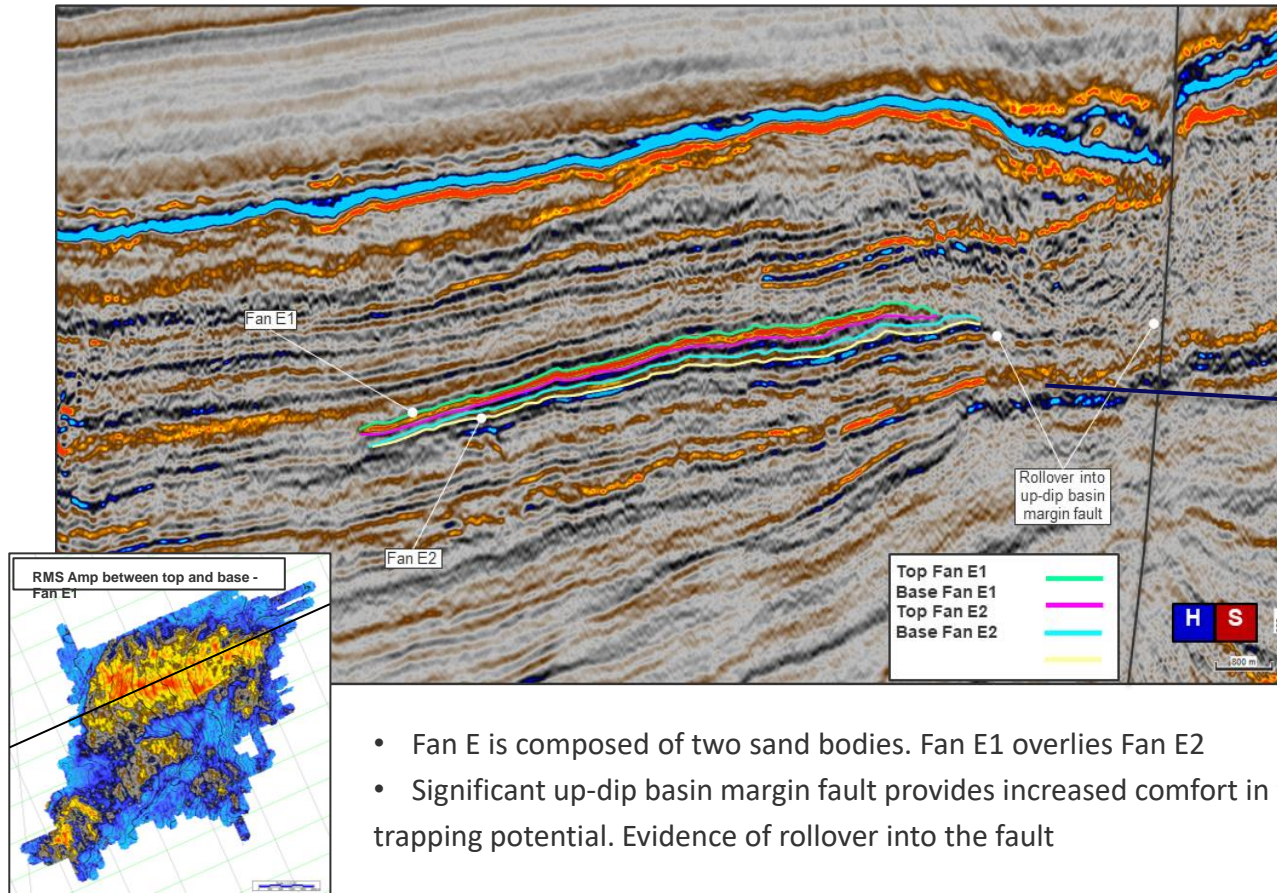 Fan E1
Fan E2
Rollover into
up-dip basin
margin fault
Top Fan E1
Base Fan E1
Top Fan E2
Base Fan E2
H S
800 m
RMS Amp between top and base -
Fan E1
• Fan E is composed of two sand bodies. Fan E1 overlies Fan E2
• Significant up-dip basin margin fault provides increased comfort in
trapping potential. Evidence of rollover into the fault